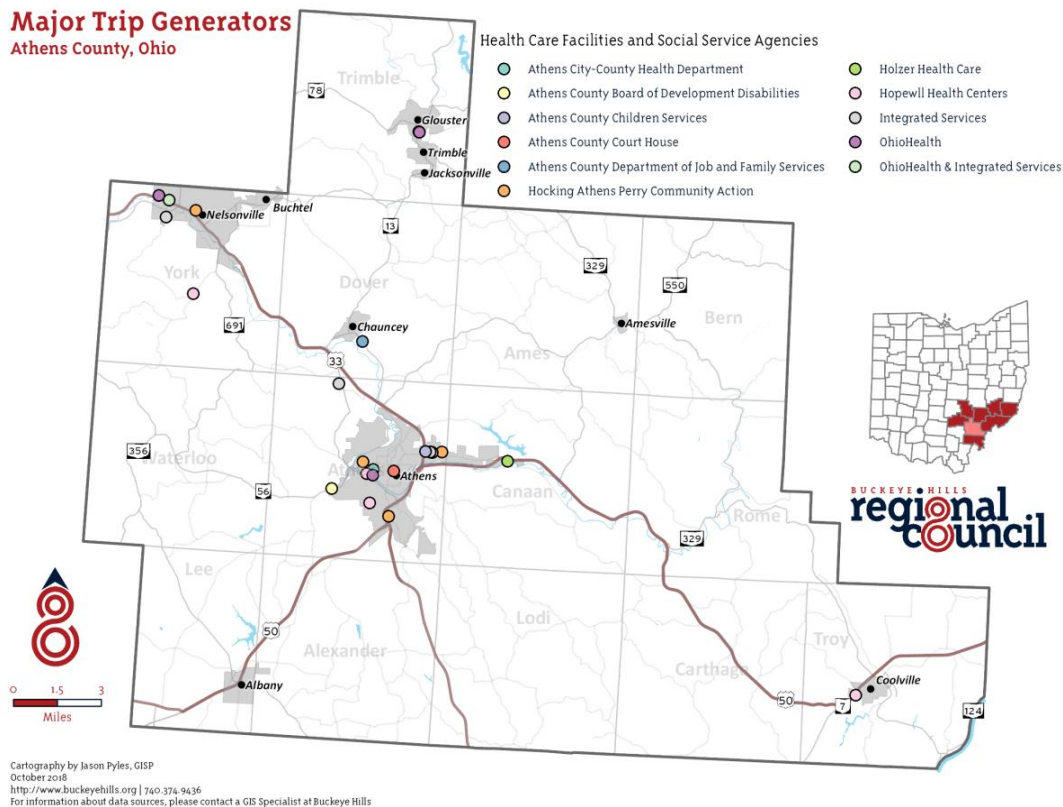 Major Trip Generators
Athens County, Ohio
Health Care Facilities and Social Service Agencies
Athens City-County Health Department
Athens County Board of Development Disabilities
Athens County Children Services
Athens County Court House
Athens County Department of Job and Family Services
Hocking Athens Perry Community Action
Holzer Health Care
Hopewll Health Centers
Integrated Services
OhioHealth
OhioHealth & Integrated Services
Trimble
78
Glouster
Trimble
Jacksonville
Buchtel
Nelsonville
13
York
Dover
329
550
691
Chauncey
Amesville
Bern
33
Ames
356
Waterloo
Athens
56
Canaan
Rome
329
Lee
Lodi
50
Alexander
Troy
Carthage
Albany
Coolville
50
7
124
BUCKEYE HILLS
regional
council
0 1.5 3
Miles
Cartography by Jason Pyles, GISP
October 2018
http://www.buckeyehills.org | 740.374.9436
For information about data sources, please contact a GIS Specialist at Buckeye Hills